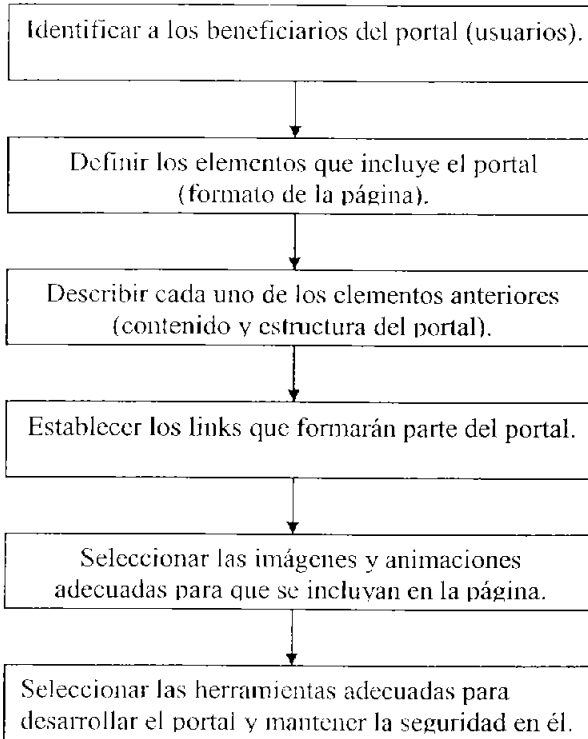 Identificar a los beneficiarios del portal (usuarios).
Definir los elementos que incluye el portal
(formato de la página).
Describir cada uno de los elementos anteriores
(contenido y estructura del portal).
Establecer los links que formarán parte del portal.
Seleccionar las imágenes y animaciones
adecuadas para que se incluyan en la página.
Seleccionar las herramientas adecuadas para
desarrollar el portal y mantener la seguridad en él.